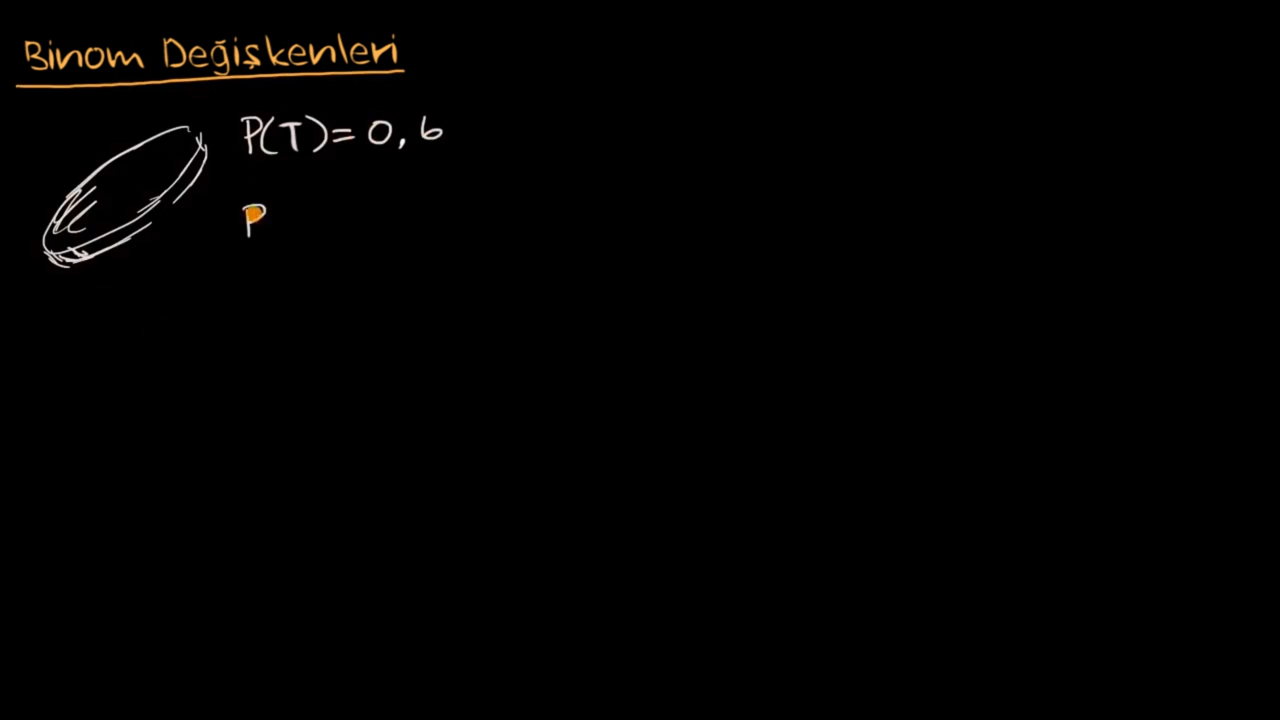 Binom Değişkenleri
P(T) = 0,6
P